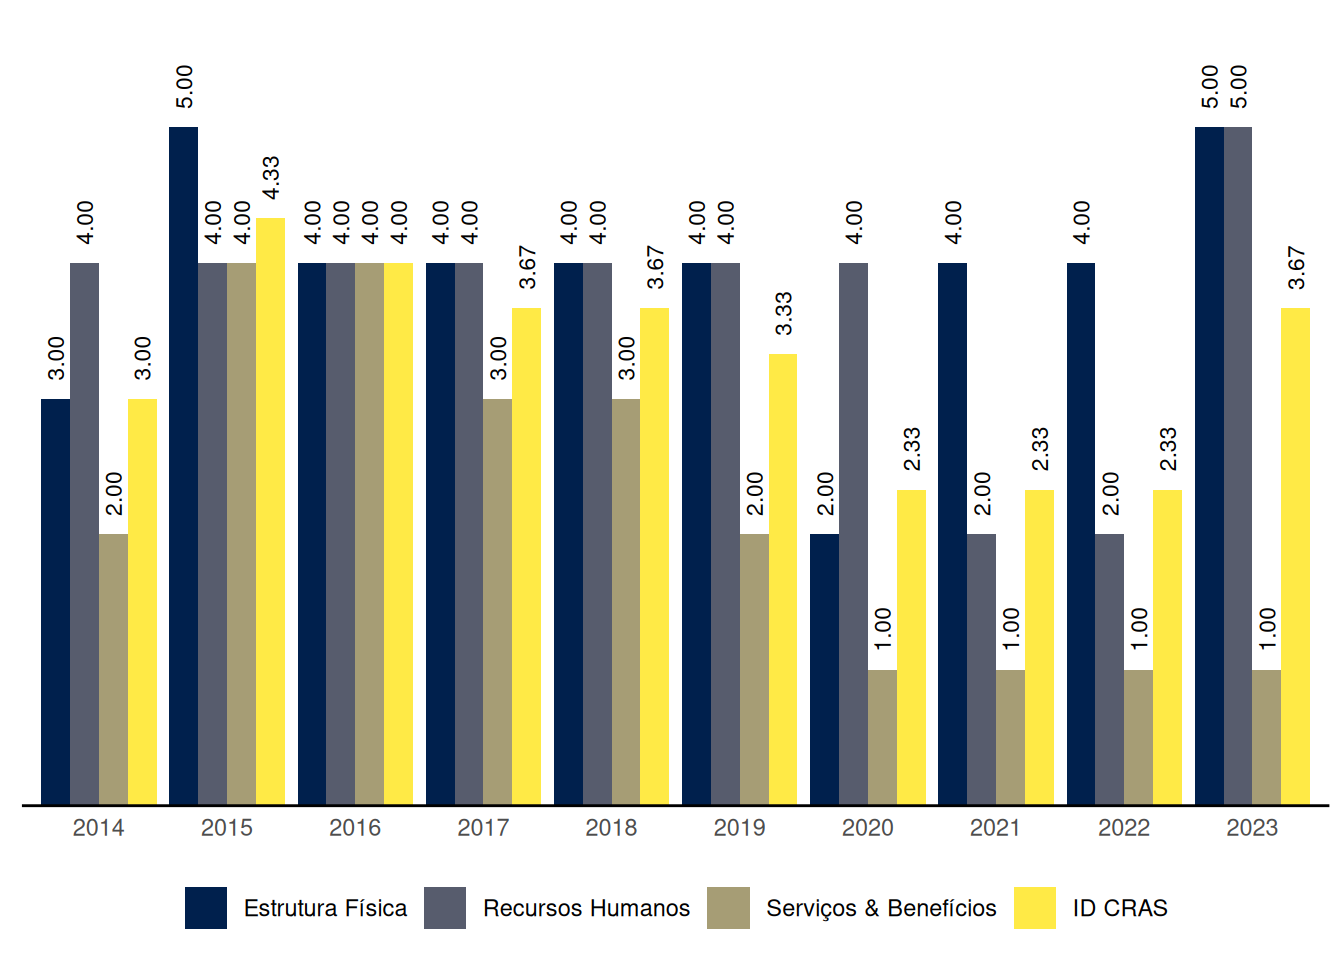 3.00 4.00 2.00 3.00
5.00 4.00 4.00 4.33
4.00 4.00 4.00 4.00
4.00 4.00 3.00 3.67
4.00 4.00 3.00 3.67
4.00 4.00 2.00 3.33
2.00 4.00 1.00 2.33
4.00 2.00 1.00 2.33
4.00 2.00 1.00 2.33
5.00 5.00 1.00 3.67
2014 2015 2016 2017 2018 2019 2020 2021 2022 2023
Estrutura Física Recursos Humanos Serviços & Benefícios ID CRAS